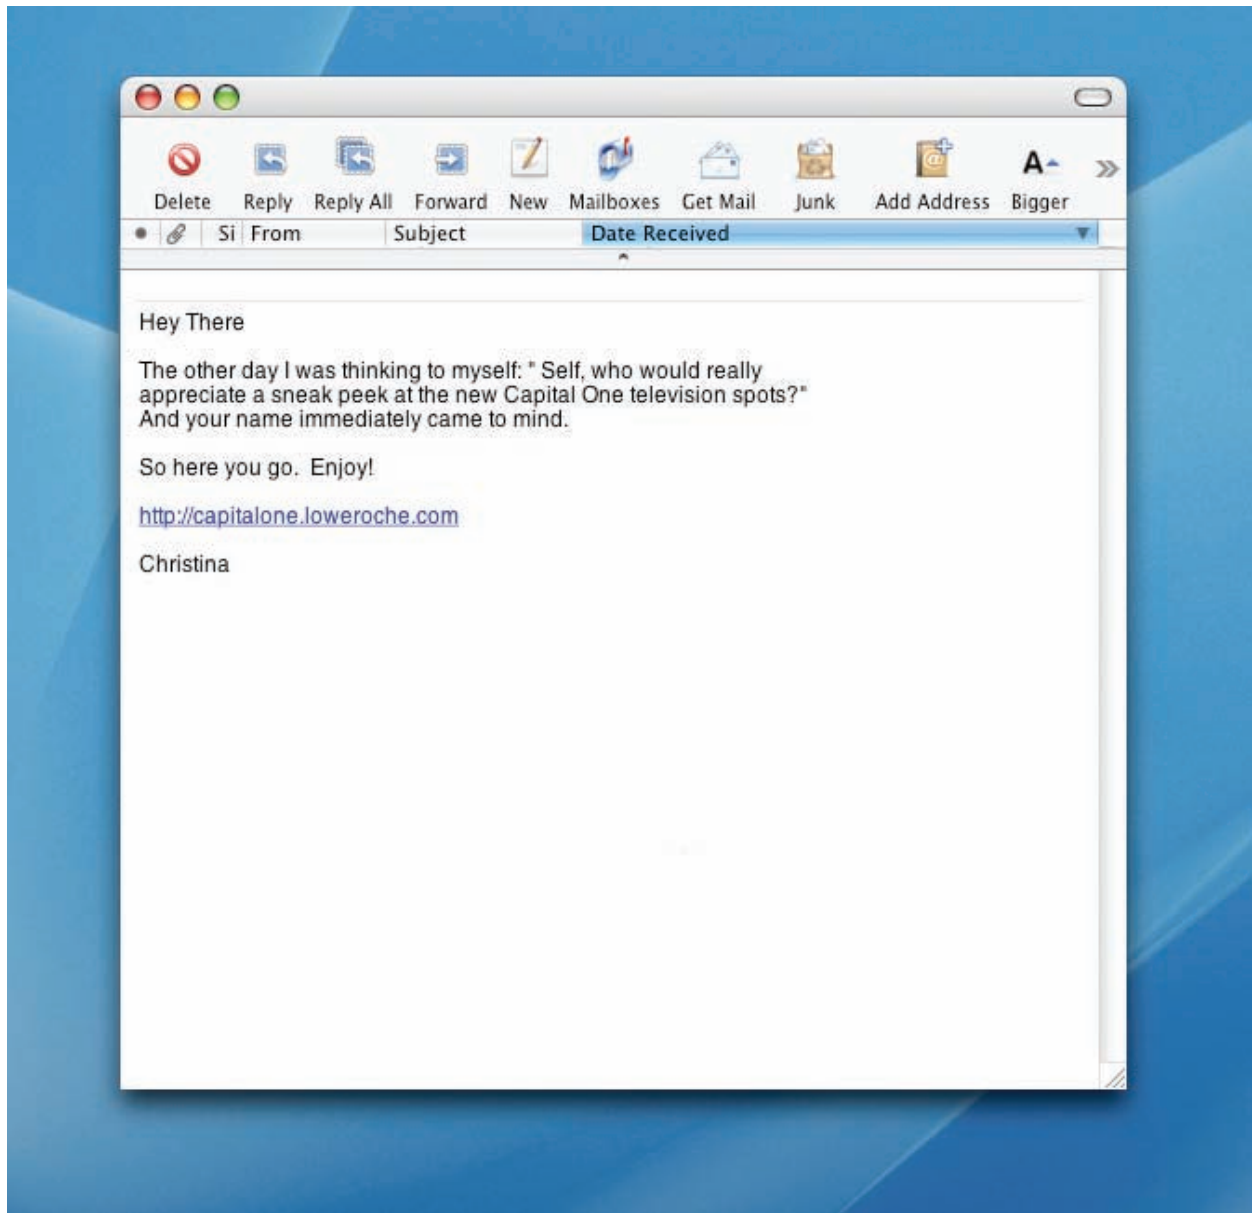 Delete Reply Reply All Forward New Mailboxes Get Mail Junk Add Address Bigger
Si From Subject Date Received
Hey There
The other day I was thinking to myself: " Self, who would really
appreciate a sneak peek at the new Capital One television spots?"
And your name immediately came to mind.
So here you go.  Enjoy!
http://capitalone.loweroche.com
Christina